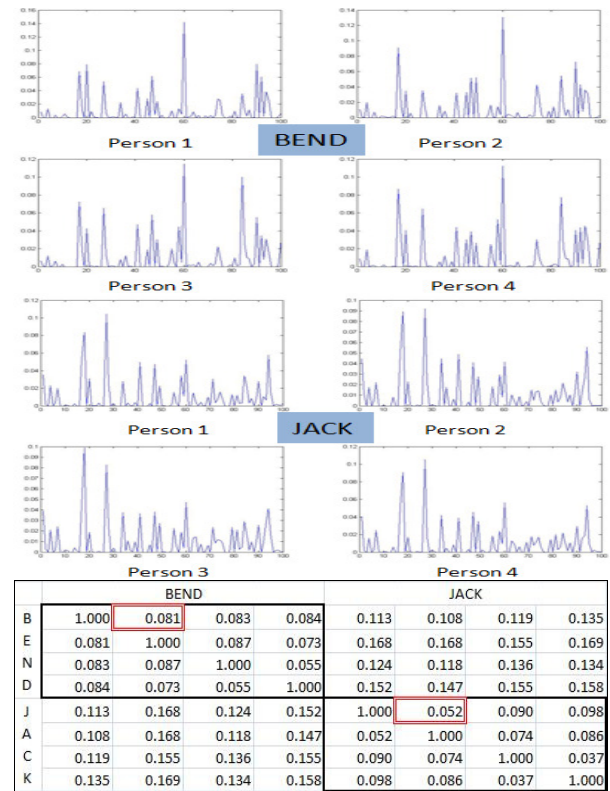 Person 1 BEND Person 2
Person 3 Person 4
Person 1 JACK Person 2
Person 3 Person 4
BEND JACK
B 1.000 0.081 0.083 0.084 0.113 0.108 0.119 0.135
E 0.081 1.000 0.087 0.073 0.168 0.168 0.155 0.169
N 0.083 0.087 1.000 0.055 0.124 0.118 0.136 0.134
D 0.084 0.073 0.055 1.000 0.152 0.147 0.155 0.158
J 0.113 0.168 0.124 0.152 1.000 0.052 0.090 0.098
A 0.108 0.168 0.118 0.147 0.052 1.000 0.074 0.086
C 0.119 0.155 0.136 0.155 0.090 0.074 1.000 0.037
K 0.135 0.169 0.134 0.158 0.098 0.086 0.037 1.000